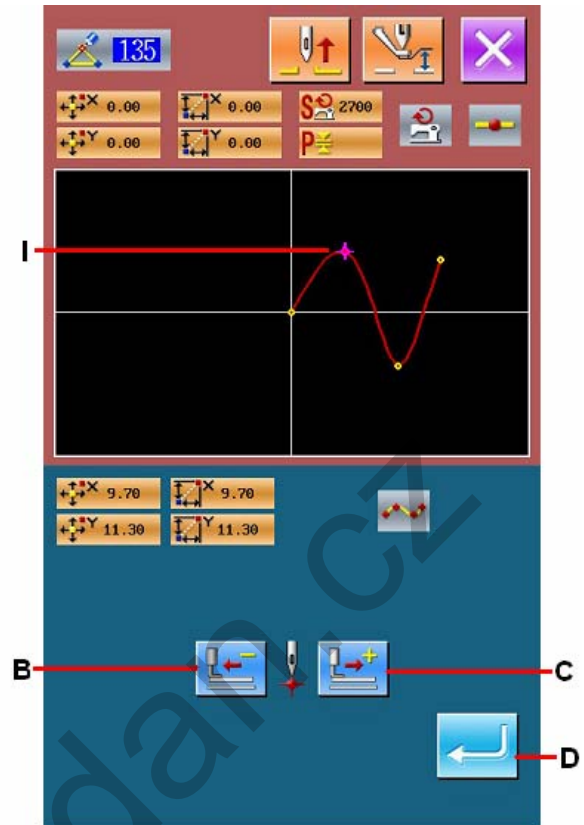 135
X 0.00 X 0.00 S 2700
Y 0.00 Y 0.00 P
I
X 9.70 X 9.70
Y 11.30 Y 11.30
B
C
D
dan.cz